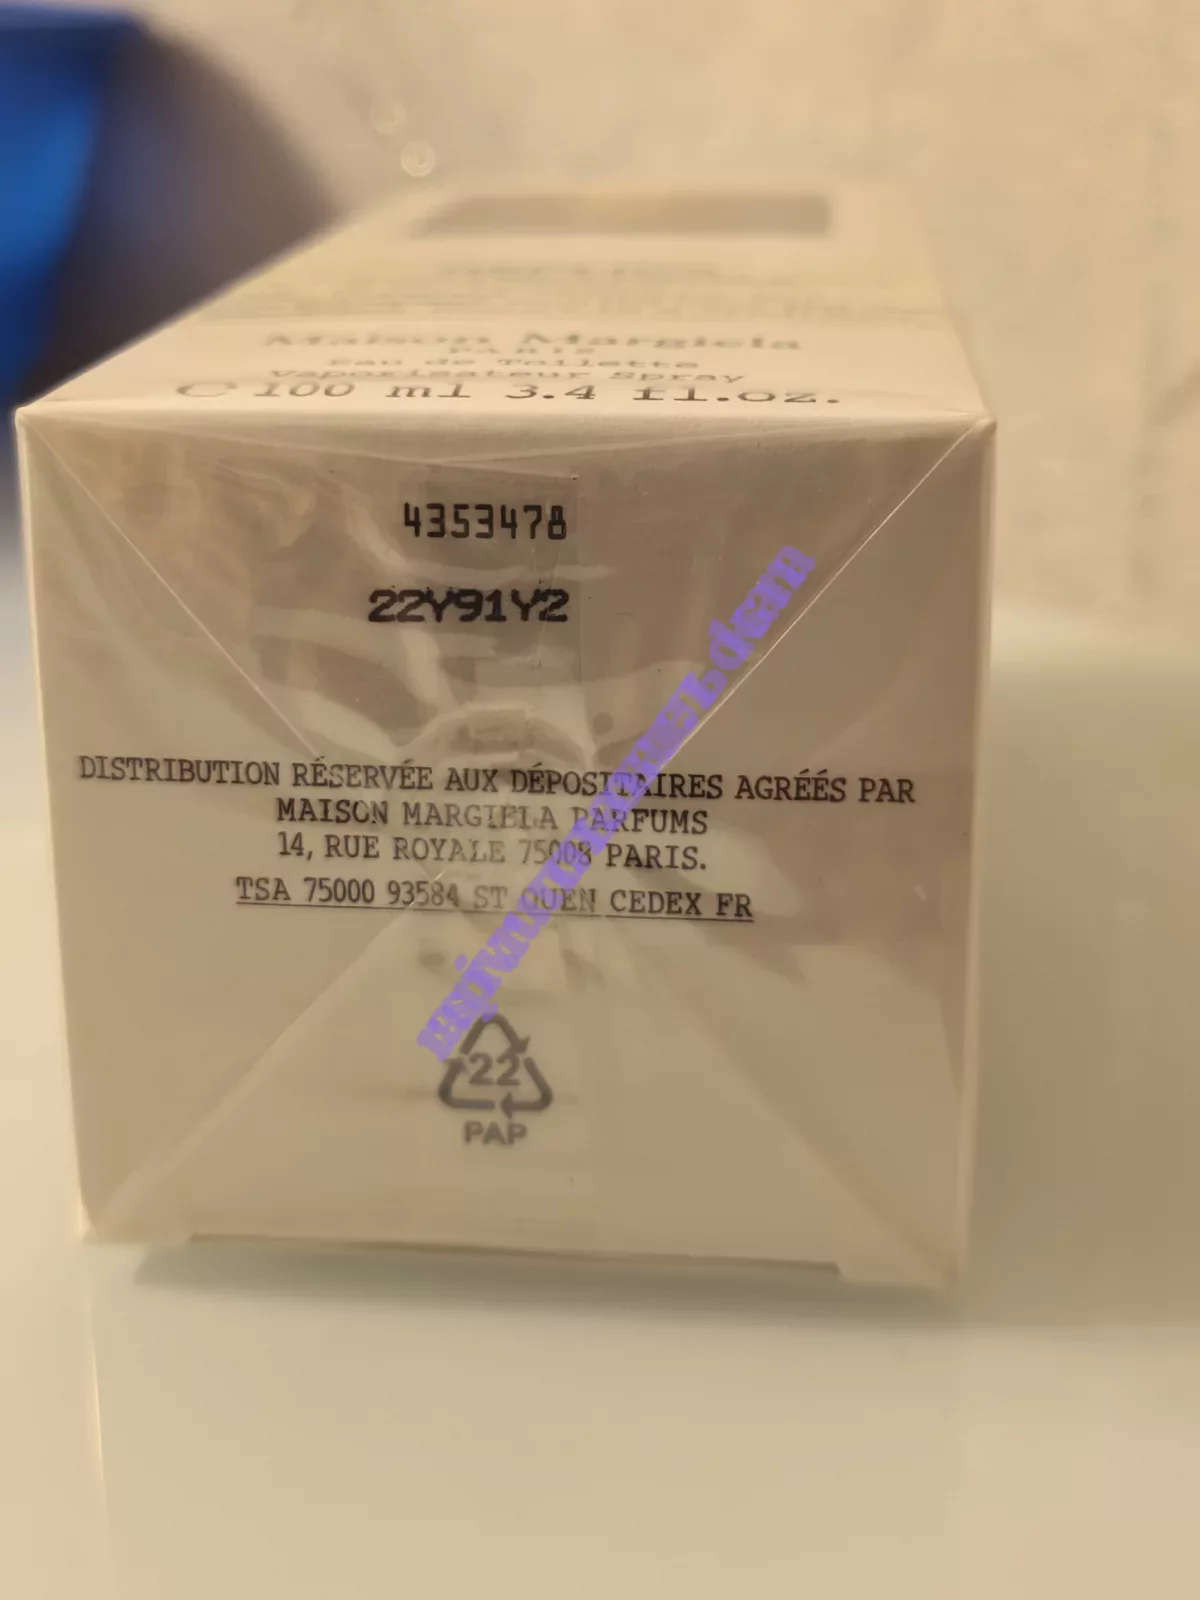 Maison Margiela
PARIS
Eau de Toilette
Vaporisateur Spray
℮ 100 ml 3.4 fl.oz.
4353478
22Y91Y2
DISTRIBUTION RÉSERVÉE AUX DÉPOSITAIRES AGRÉÉS PAR
MAISON MARGIELA PARFUMS
14, RUE ROYALE 75008 PARIS.
TSA 75000 93584 ST OUEN CEDEX FR
22
PAP